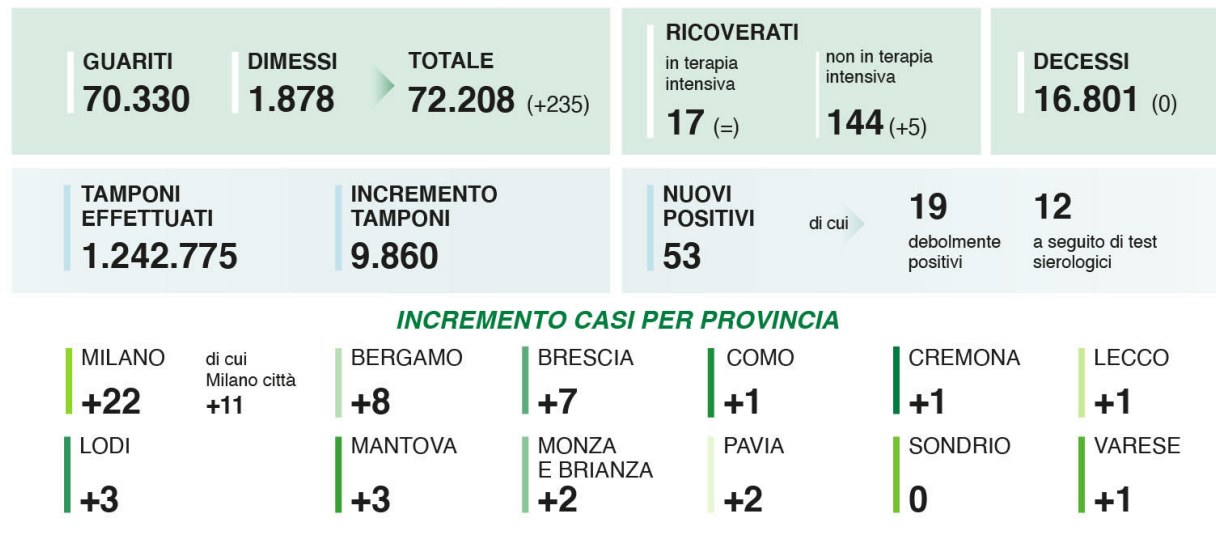 GUARITI
70.330
DIMESSI
1.878
TOTALE
72.208 (+235)
RICOVERATI
in terapia
intensiva
17 (=)
non in terapia
intensiva
144 (+5)
DECESSI
16.801 (0)
TAMPONI
EFFETTUATI
1.242.775
INCREMENTO
TAMPONI
9.860
NUOVI
POSITIVI
53
di cui
19
debolmente
positivi
12
a seguito di test
sierologici
INCREMENTO CASI PER PROVINCIA
MILANO
+22
di cui
Milano città
+11
BERGAMO
+8
BRESCIA
+7
COMO
+1
CREMONA
+1
LECCO
+1
LODI
+3
MANTOVA
+3
MONZA
E BRIANZA
+2
PAVIA
+2
SONDRIO
0
VARESE
+1